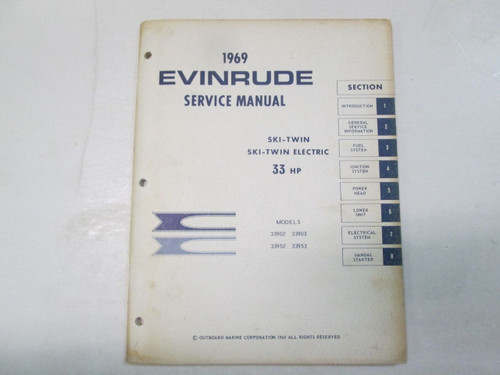 1969
EVINRUDE
SERVICE MANUAL
SKI-TWIN
SKI-TWIN ELECTRIC
33 HP
MODELS
33902 33903
33952 33953
SECTION
INTRODUCTION 1
GENERAL
SERVICE
INFORMATION 2
FUEL
SYSTEM 3
IGNITION
SYSTEM 4
POWER
HEAD 5
LOWER
UNIT 6
ELECTRICAL
SYSTEM 7
MANUAL
STARTER 8
© OUTBOARD MARINE CORPORATION 1969 ALL RIGHTS RESERVED